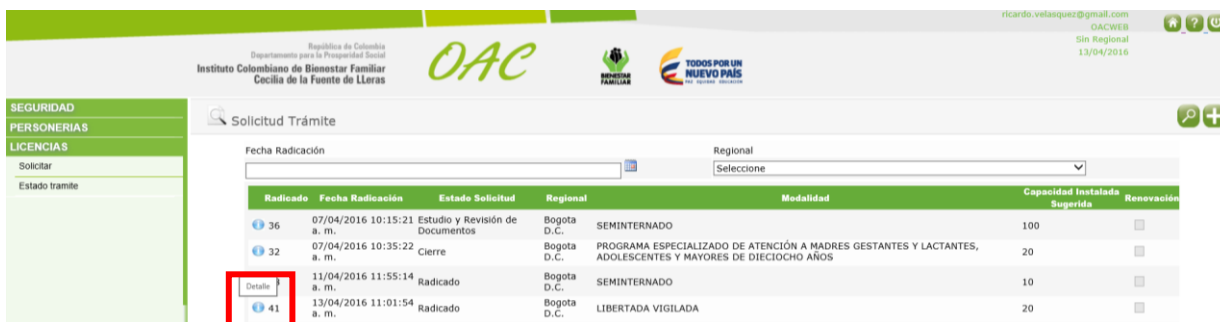 ricardo.velasquez@gmail.com
OACWEB
Sin Regional
13/04/2016
República de Colombia
Departamento para la Prosperidad Social
Instituto Colombiano de Bienestar Familiar
Cecilia de la Fuente de LLeras
OAC
BIENESTAR
FAMILIAR
TODOS POR UN
NUEVO PAÍS
PAZ EQUIDAD EDUCACIÓN
SEGURIDAD
PERSONERIAS
LICENCIAS
Solicitar
Estado tramite
Solicitud Trámite
Fecha Radicación Regional
Seleccione
Radicado Fecha Radicación Estado Solicitud Regional Modalidad Capacidad Instalada Sugerida Renovación
36 07/04/2016 10:15:21 a. m. Estudio y Revisión de Documentos Bogota D.C. SEMINTERNADO 100
32 07/04/2016 10:35:22 a. m. Cierre Bogota D.C. PROGRAMA ESPECIALIZADO DE ATENCIÓN A MADRES GESTANTES Y LACTANTES, ADOLESCENTES Y MAYORES DE DIECIOCHO AÑOS 20
Detalle 11/04/2016 11:55:14 a. m. Radicado Bogota D.C. SEMINTERNADO 10
41 13/04/2016 11:01:54 a. m. Radicado Bogota D.C. LIBERTADA VIGILADA 20